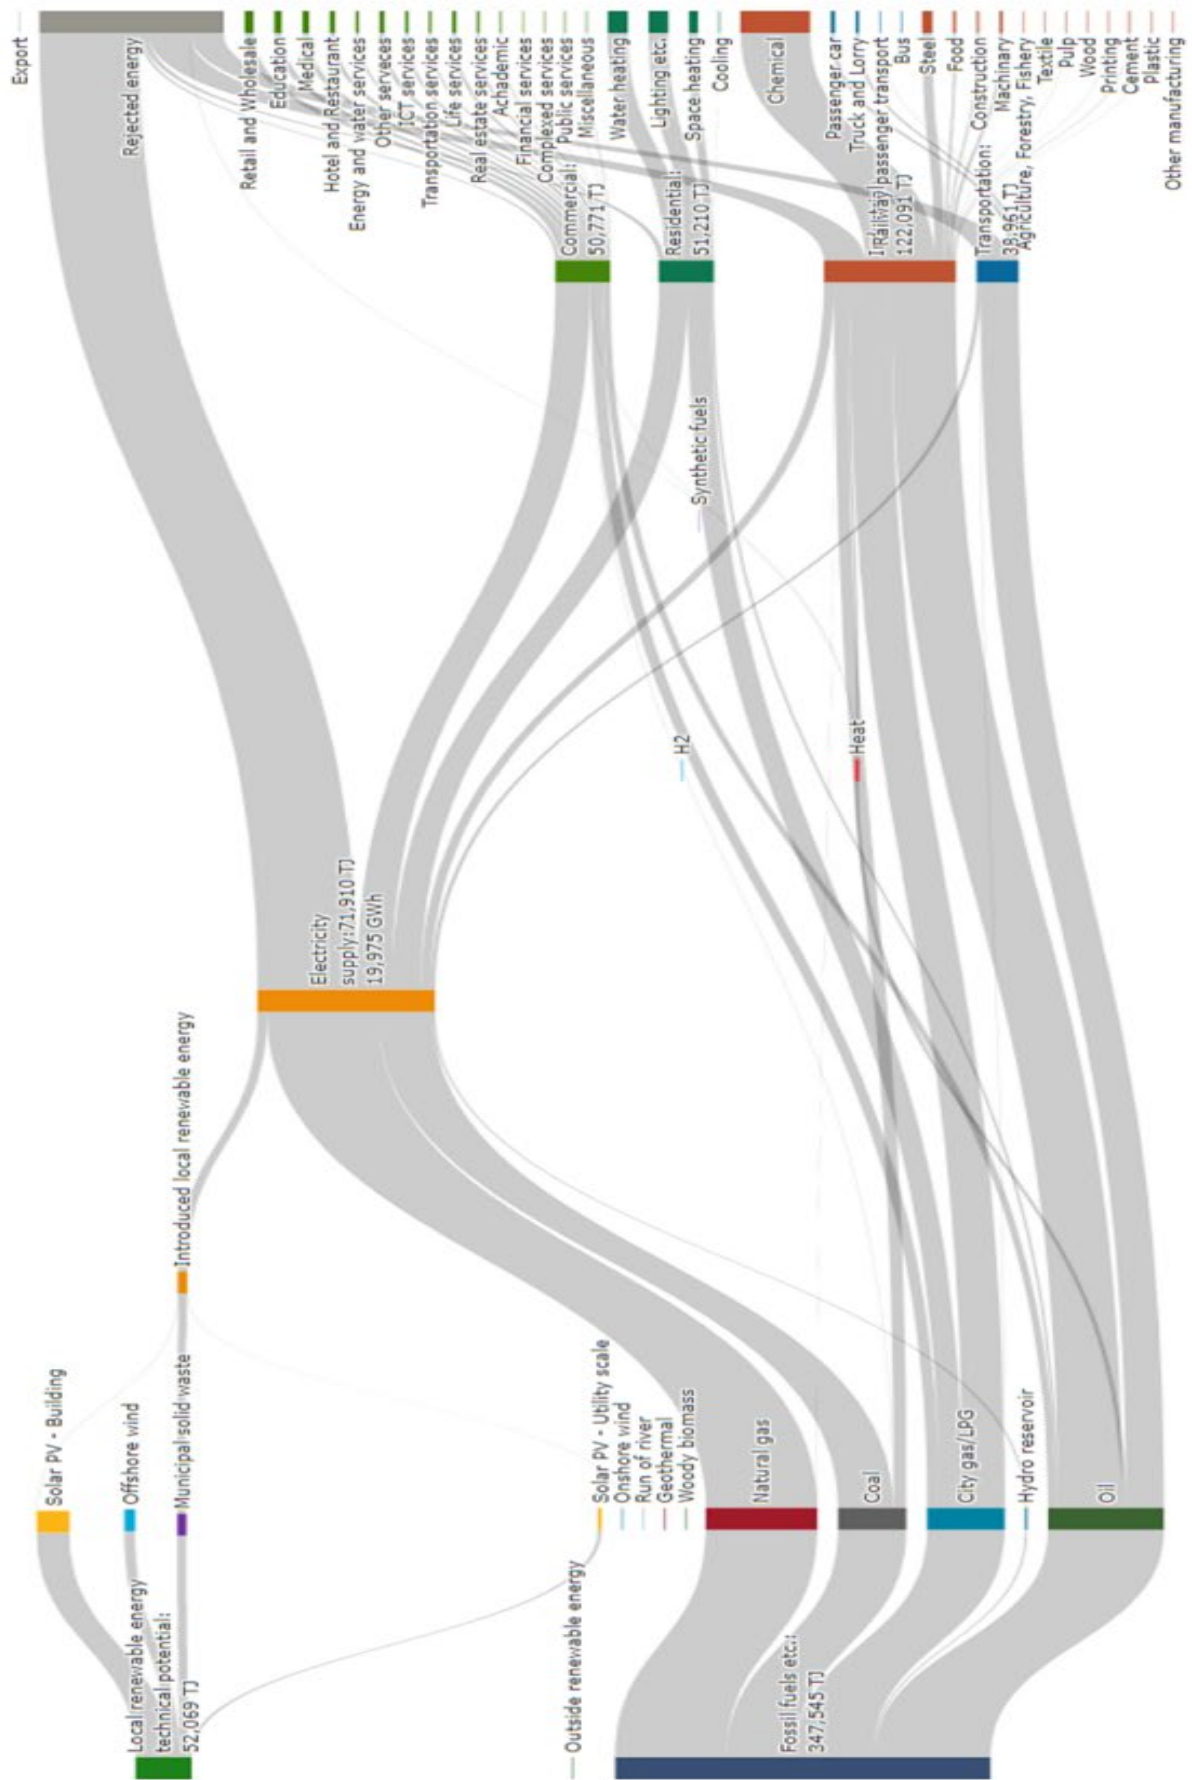 Local renewable energy
technical potential:
52,069 TJ
Outside renewable energy
Fossil fuels etc.:
347,545 TJ
Solar PV - Building
Offshore wind
Municipal solid waste
Solar PV - Utility scale
Onshore wind
Run of river
Geothermal
Woody biomass
Natural gas
Coal
City gas/LPG
Hydro reservoir
Oil
Introduced local renewable energy
Electricity
supply:71,910 TJ
19,975 GWh
H2
Heat
Synthetic fuels
Commercial:
50,771 TJ
Residential:
51,210 TJ
122,091 TJ
Transportation:
38,961 TJ
Export
Rejected energy
Retail and Wholesale
Education
Medical
Hotel and Restaurant
Energy and water services
Other serveces
ICT services
Transportation services
Life services
Real estate services
Achademic
Financial services
Complexed services
Public services
Miscellaneous
Water heating
Lighting etc.
Space heating
Cooling
Chemical
Passenger car
Truck and Lorry
Railway passenger transport
Bus
Steel
Food
Construction
Machinary
Agriculture, Forestry, Fishery
Textile
Pulp
Wood
Printing
Cement
Plastic
Other manufacturing